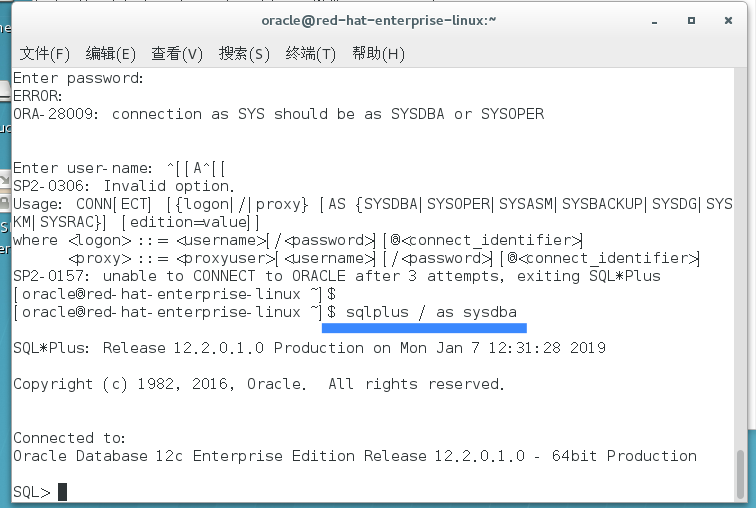 oracle@red-hat-enterprise-linux:~
文件(F) 编辑(E) 查看(V) 搜索(S) 终端(T) 帮助(H)
Enter password:
ERROR:
ORA-28009: connection as SYS should be as SYSDBA or SYSOPER
Enter user-name: ^[[A^[[
SP2-0306: Invalid option.
Usage: CONN[ECT] [{logon|/|proxy} [AS {SYSDBA|SYSOPER|SYSASM|SYSBACKUP|SYSDG|SYS
KM|SYSRAC}] [edition=value]]
where <logon> ::= <username>[/<password>][@<connect_identifier>]
<proxy> ::= <proxyuser>[<username>][/<password>][@<connect_identifier>]
SP2-0157: unable to CONNECT to ORACLE after 3 attempts, exiting SQL*Plus
[oracle@red-hat-enterprise-linux ~]$
[oracle@red-hat-enterprise-linux ~]$ sqlplus / as sysdba
SQL*Plus: Release 12.2.0.1.0 Production on Mon Jan 7 12:31:28 2019
Copyright (c) 1982, 2016, Oracle.  All rights reserved.
Connected to:
Oracle Database 12c Enterprise Edition Release 12.2.0.1.0 - 64bit Production
SQL>